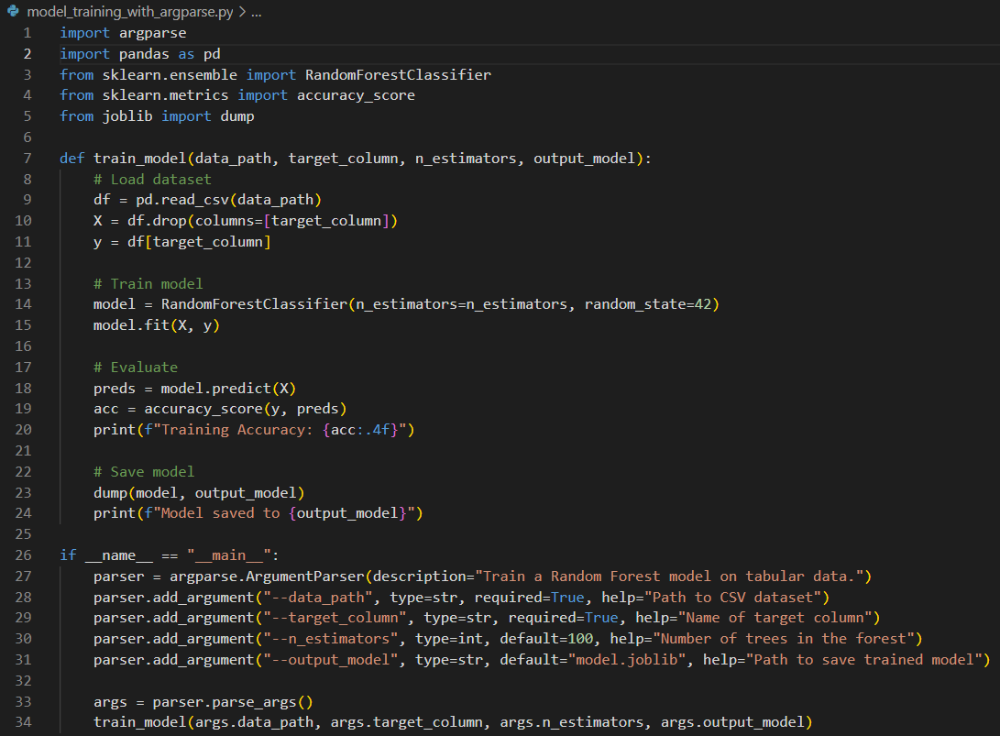 model_training_with_argparse.py > ...
1 import argparse
2 import pandas as pd
3 from sklearn.ensemble import RandomForestClassifier
4 from sklearn.metrics import accuracy_score
5 from joblib import dump
6
7 def train_model(data_path, target_column, n_estimators, output_model):
8     # Load dataset
9     df = pd.read_csv(data_path)
10     X = df.drop(columns=[target_column])
11     y = df[target_column]
12
13     # Train model
14     model = RandomForestClassifier(n_estimators=n_estimators, random_state=42)
15     model.fit(X, y)
16
17     # Evaluate
18     preds = model.predict(X)
19     acc = accuracy_score(y, preds)
20     print(f"Training Accuracy: {acc:.4f}")
21
22     # Save model
23     dump(model, output_model)
24     print(f"Model saved to {output_model}")
25
26 if __name__ == "__main__":
27     parser = argparse.ArgumentParser(description="Train a Random Forest model on tabular data.")
28     parser.add_argument("--data_path", type=str, required=True, help="Path to CSV dataset")
29     parser.add_argument("--target_column", type=str, required=True, help="Name of target column")
30     parser.add_argument("--n_estimators", type=int, default=100, help="Number of trees in the forest")
31     parser.add_argument("--output_model", type=str, default="model.joblib", help="Path to save trained model")
32
33     args = parser.parse_args()
34     train_model(args.data_path, args.target_column, args.n_estimators, args.output_model)